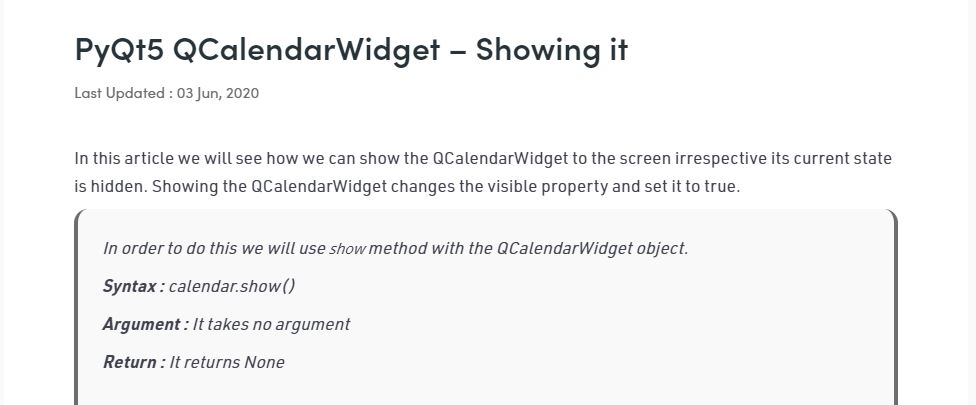 PyQt5 QCalendarWidget – Showing it
Last Updated : 03 Jun, 2020
In this article we will see how we can show the QCalendarWidget to the screen irrespective its current state
is hidden. Showing the QCalendarWidget changes the visible property and set it to true.
In order to do this we will use show method with the QCalendarWidget object.
Syntax : calendar.show()
Argument : It takes no argument
Return : It returns None